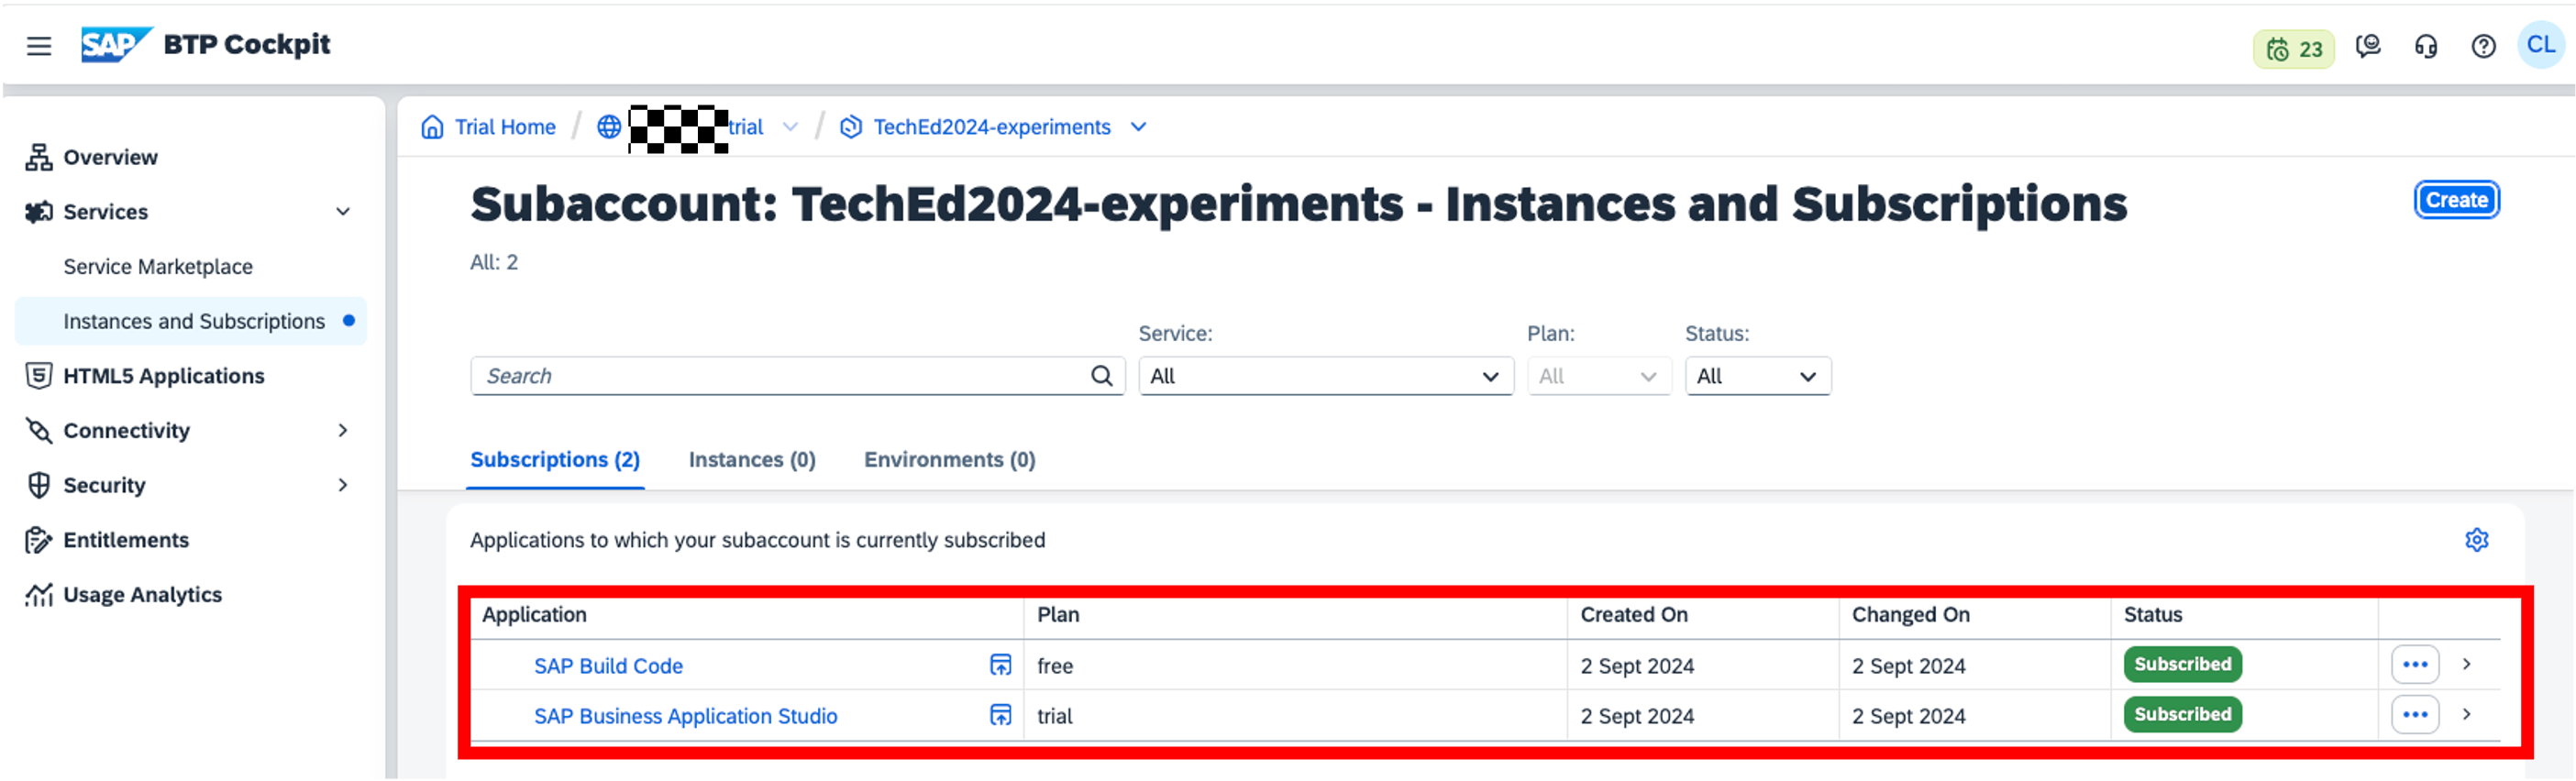 SAP BTP Cockpit
23
CL
Overview
Services
Service Marketplace
Instances and Subscriptions
HTML5 Applications
Connectivity
Security
Entitlements
Usage Analytics
Trial Home / trial / TechEd2024-experiments
Subaccount: TechEd2024-experiments - Instances and Subscriptions
Create
All: 2
Service: Plan: Status:
Search All All All
Subscriptions (2) Instances (0) Environments (0)
Applications to which your subaccount is currently subscribed
Application Plan Created On Changed On Status
SAP Build Code free 2 Sept 2024 2 Sept 2024 Subscribed
SAP Business Application Studio trial 2 Sept 2024 2 Sept 2024 Subscribed